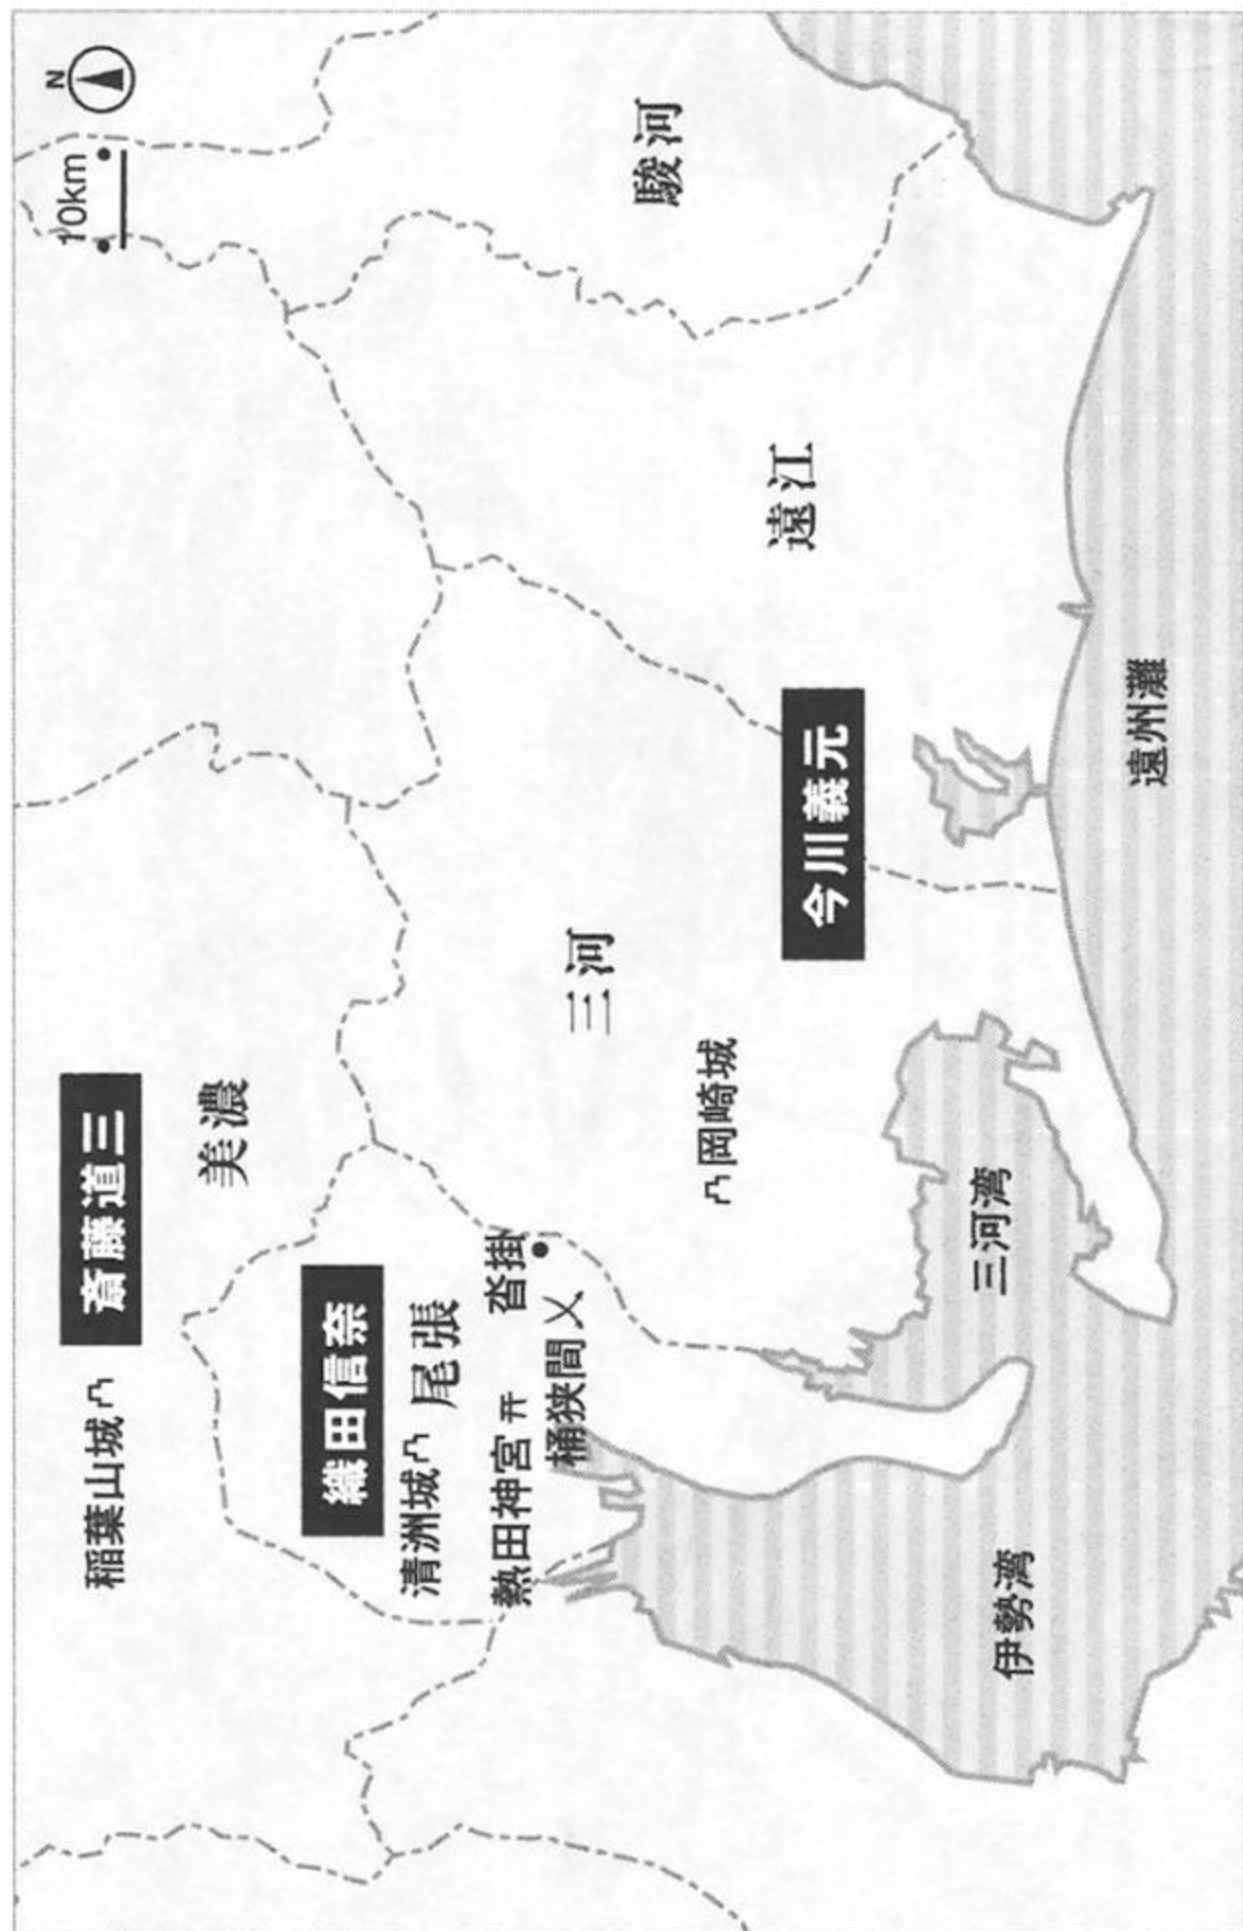 N
10km
斎藤道三
稲葉山城
美濃
織田信奈
清洲城
尾張
熱田神宮
沓掛
桶狭間
三河
岡崎城
今川義元
遠江
駿河
三河湾
伊勢湾
遠州灘